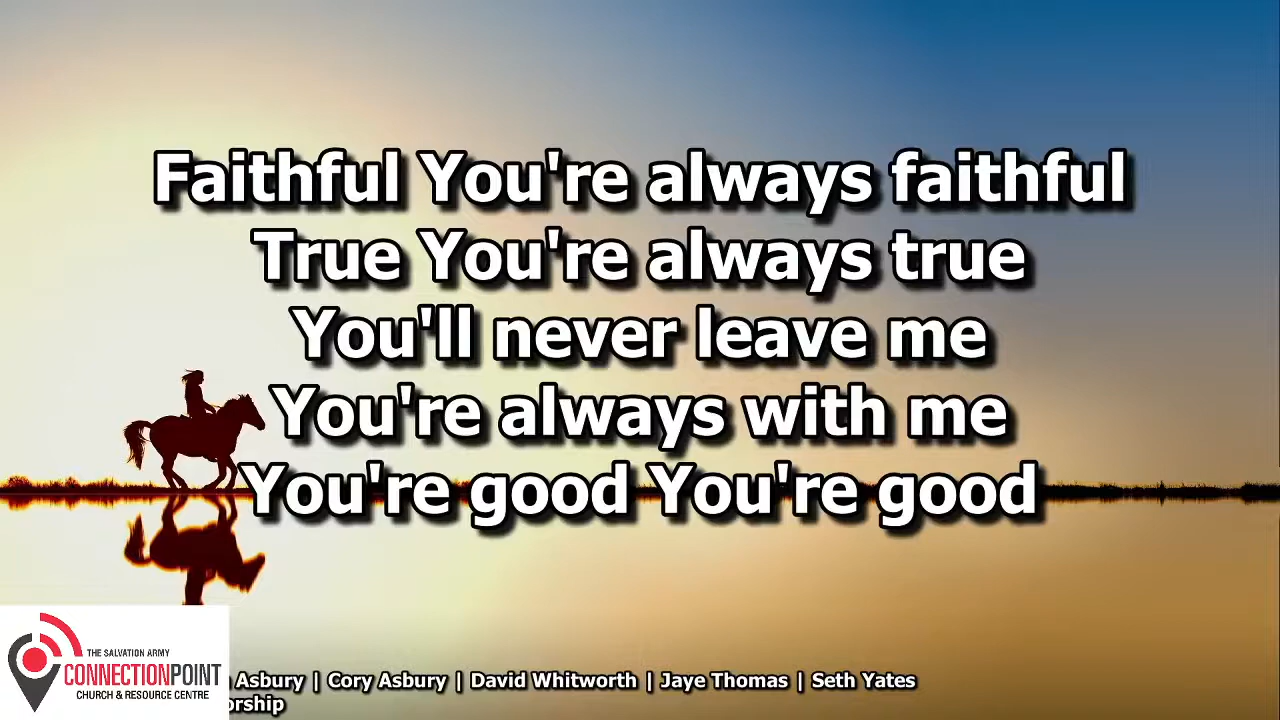 Faithful You're always faithful
True You're always true
You'll never leave me
You're always with me
You're good You're good
THE SALVATION ARMY
CONNECTIONPOINT
CHURCH & RESOURCE CENTRE
Asbury | Cory Asbury | David Whitworth | Jaye Thomas | Seth Yates